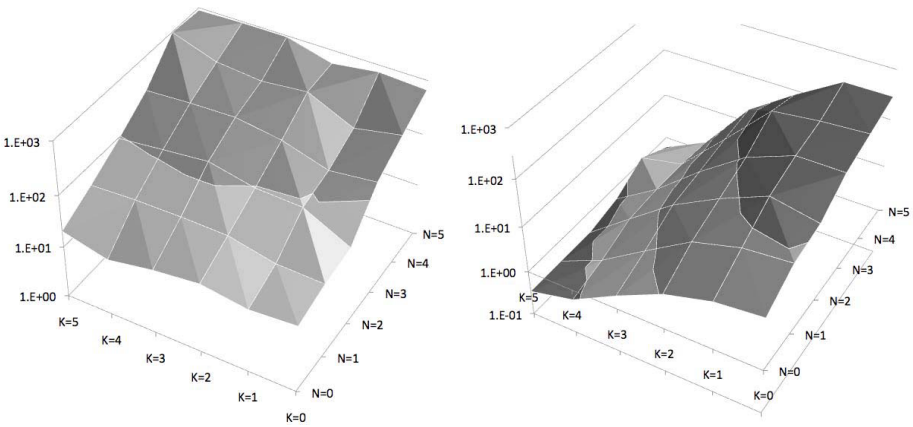 1.E+03
1.E+02
1.E+01
1.E+00
K=5
K=4
K=3
K=2
K=1
K=0
N=0
N=1
N=2
N=3
N=4
N=5
1.E+03
1.E+02
1.E+01
1.E+00
1.E-01
K=5
K=4
K=3
K=2
K=1
K=0
N=0
N=1
N=2
N=3
N=4
N=5